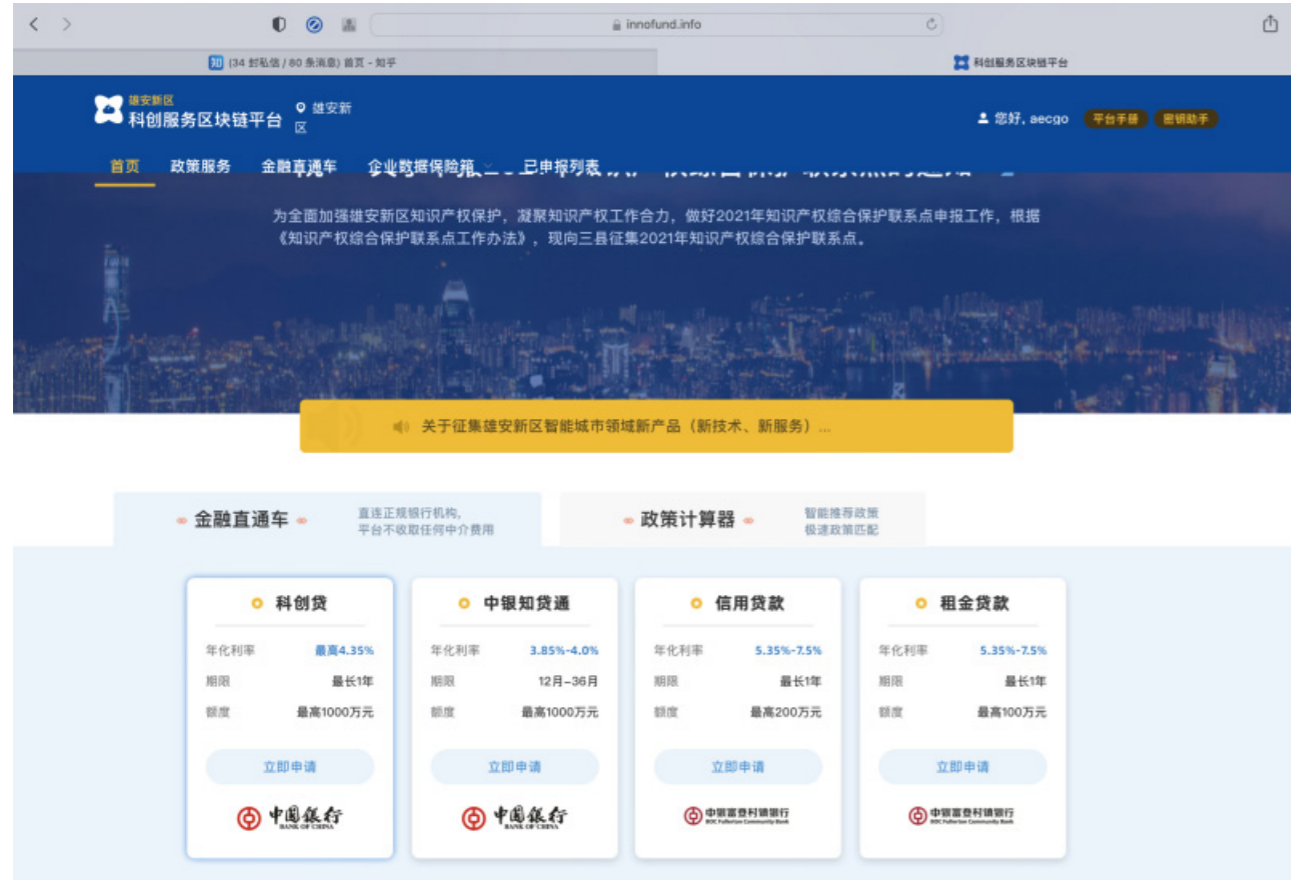 innofund.info
(34 封私信 / 80 条消息) 首页 - 知乎
科创服务区块链平台
雄安新区
科创服务区块链平台
雄安新
区
您好, aecgo
平台手册
密钥助手
首页
政策服务
金融直通车
企业数据保险箱
已申报列表
为全面加强雄安新区知识产权保护，凝聚知识产权工作合力，做好2021年知识产权综合保护联系点申报工作，根据
《知识产权综合保护联系点工作办法》，现向三县征集2021年知识产权综合保护联系点。
关于征集雄安新区智能城市领域新产品（新技术、新服务）...
金融直通车
直连正规银行机构,
平台不收取任何中介费用
政策计算器
智能推荐政策
极速政策匹配
科创贷
年化利率 最高4.35%
期限 最长1年
额度 最高1000万元
立即申请
中国银行
BANK OF CHINA
中银知贷通
年化利率 3.85%-4.0%
期限 12月-36月
额度 最高1000万元
立即申请
中国银行
BANK OF CHINA
信用贷款
年化利率 5.35%-7.5%
期限 最长1年
额度 最高200万元
立即申请
中银富登村镇银行
BOC Fullerton Community Bank
租金贷款
年化利率 5.35%-7.5%
期限 最长1年
额度 最高100万元
立即申请
中银富登村镇银行
BOC Fullerton Community Bank